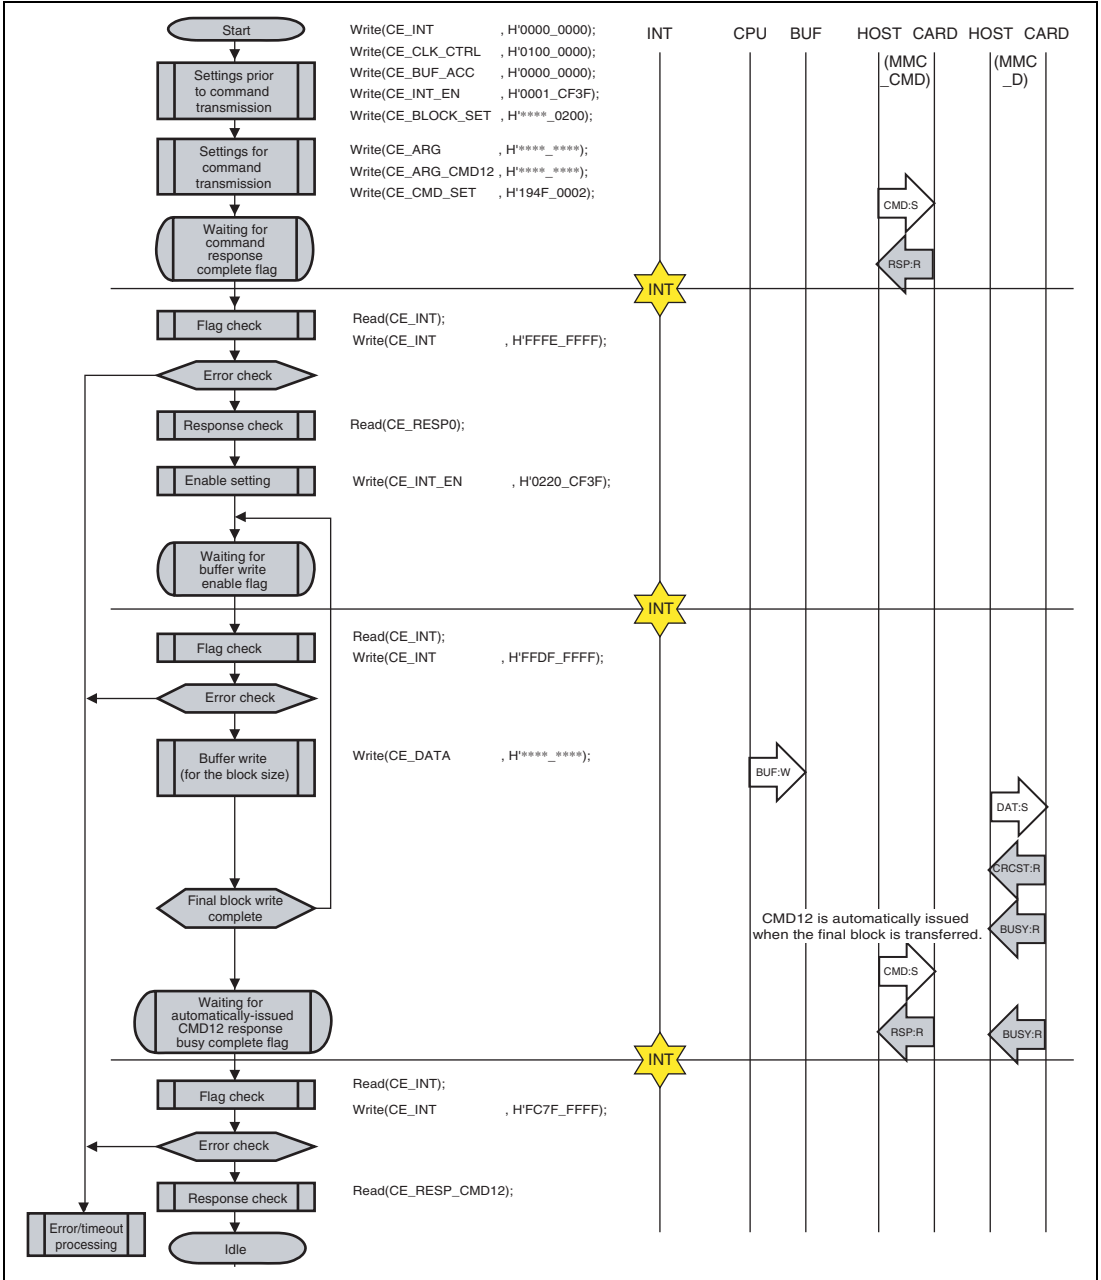 Start
Write(CE_INT , H'0000_0000);
INT
CPU
BUF
HOST CARD HOST CARD
Write(CE_CLK_CTRL , H'0100_0000);
(MMC
_CMD)
(MMC
_D)
Settings prior
to command
transmission
Write(CE_BUF_ACC , H'0000_0000);
Write(CE_INT_EN , H'0001_CF3F);
Write(CE_BLOCK_SET , H'****_0200);
Settings for
command
transmission
Write(CE_ARG , H'****_****);
Write(CE_ARG_CMD12 , H'****_****);
Write(CE_CMD_SET , H'194F_0002);
CMD:S
Waiting for
command
response
complete flag
RSP:R
INT
Flag check
Read(CE_INT);
Write(CE_INT , H'FFFE_FFFF);
Error check
Response check
Read(CE_RESP0);
Enable setting
Write(CE_INT_EN , H'0220_CF3F);
Waiting for
buffer write
enable flag
INT
Flag check
Read(CE_INT);
Write(CE_INT , H'FFDF_FFFF);
Error check
Buffer write
(for the block size)
Write(CE_DATA , H'****_****);
BUF:W
DAT:S
CRCST:R
Final block write
complete
CMD12 is automatically issued
when the final block is transferred.
BUSY:R
CMD:S
Waiting for
automatically-issued
CMD12 response
busy complete flag
RSP:R
BUSY:R
INT
Flag check
Read(CE_INT);
Write(CE_INT , H'FC7F_FFFF);
Error check
Response check
Read(CE_RESP_CMD12);
Error/timeout
processing
Idle